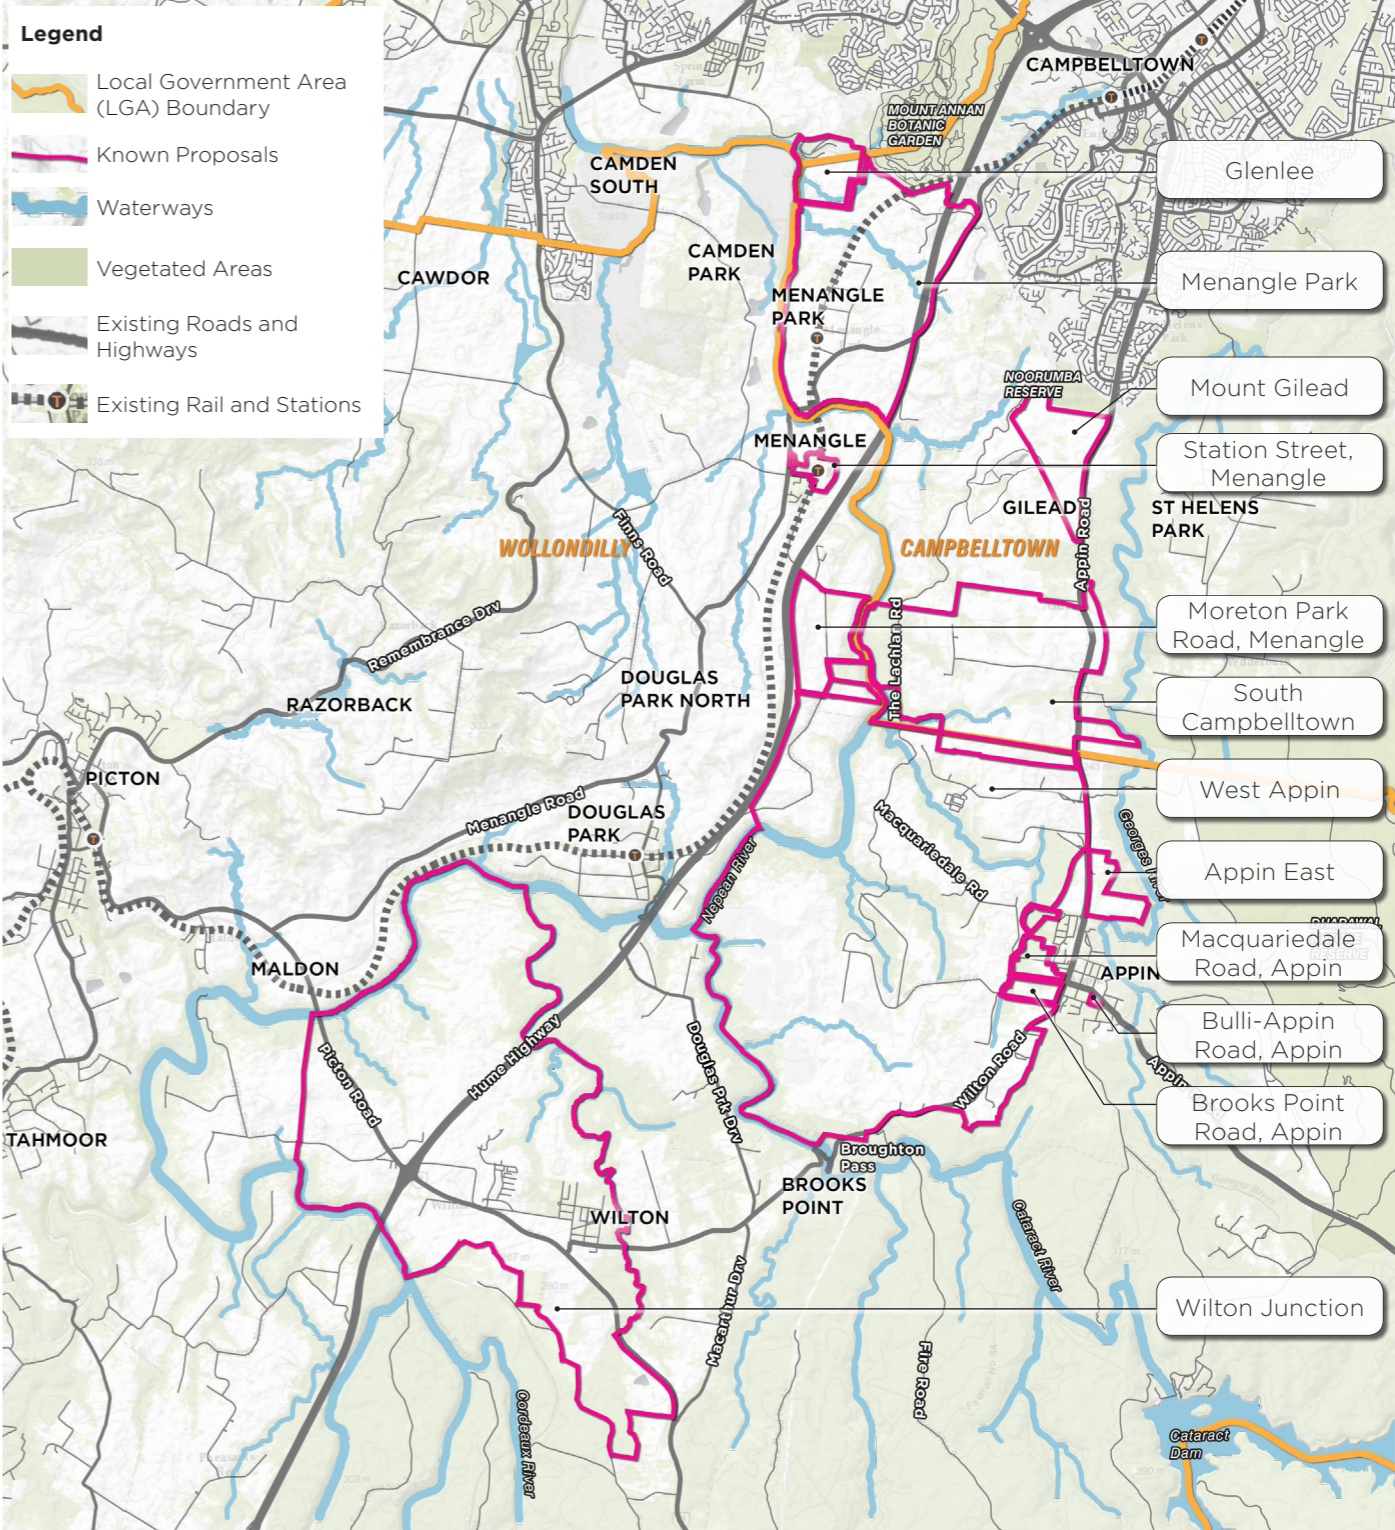 Legend
Local Government Area
(LGA) Boundary
Known Proposals
Waterways
Vegetated Areas
Existing Roads and
Highways
T
Existing Rail and Stations
CAMPBELLTOWN
T
T
MOUNT ANNAN
BOTANIC
GARDEN
CAMDEN
SOUTH
Glenlee
CAMDEN
PARK
CAWDOR
MENANGLE
PARK
T
Menangle Park
NOORUMBA
RESERVE
Mount Gilead
MENANGLE
T
Station Street,
Menangle
GILEAD
ST HELENS
PARK
Finns Road
WOLLONDILLY
CAMPBELLTOWN
Appin Road
Remembrance Drv
The Lachlan Rd
Moreton Park
Road, Menangle
DOUGLAS
PARK NORTH
RAZORBACK
South
Campbelltown
PICTON
T
Menangle Road
DOUGLAS
PARK
T
West Appin
Macquariedale Rd
Georges
Nepean River
Appin East
MALDON
Macquariedale
Road, Appin
RESERVE
APPIN
Bulli-Appin
Road, Appin
Picton Road
Hume Highway
Douglas Prk Drv
Wilton Road
Appin
Brooks Point
Road, Appin
TAHMOOR
Broughton
Pass
BROOKS
POINT
WILTON
Cataract River
Macarthur Drv
Wilton Junction
Fire Road
Cordeaux River
Cataract
Dam